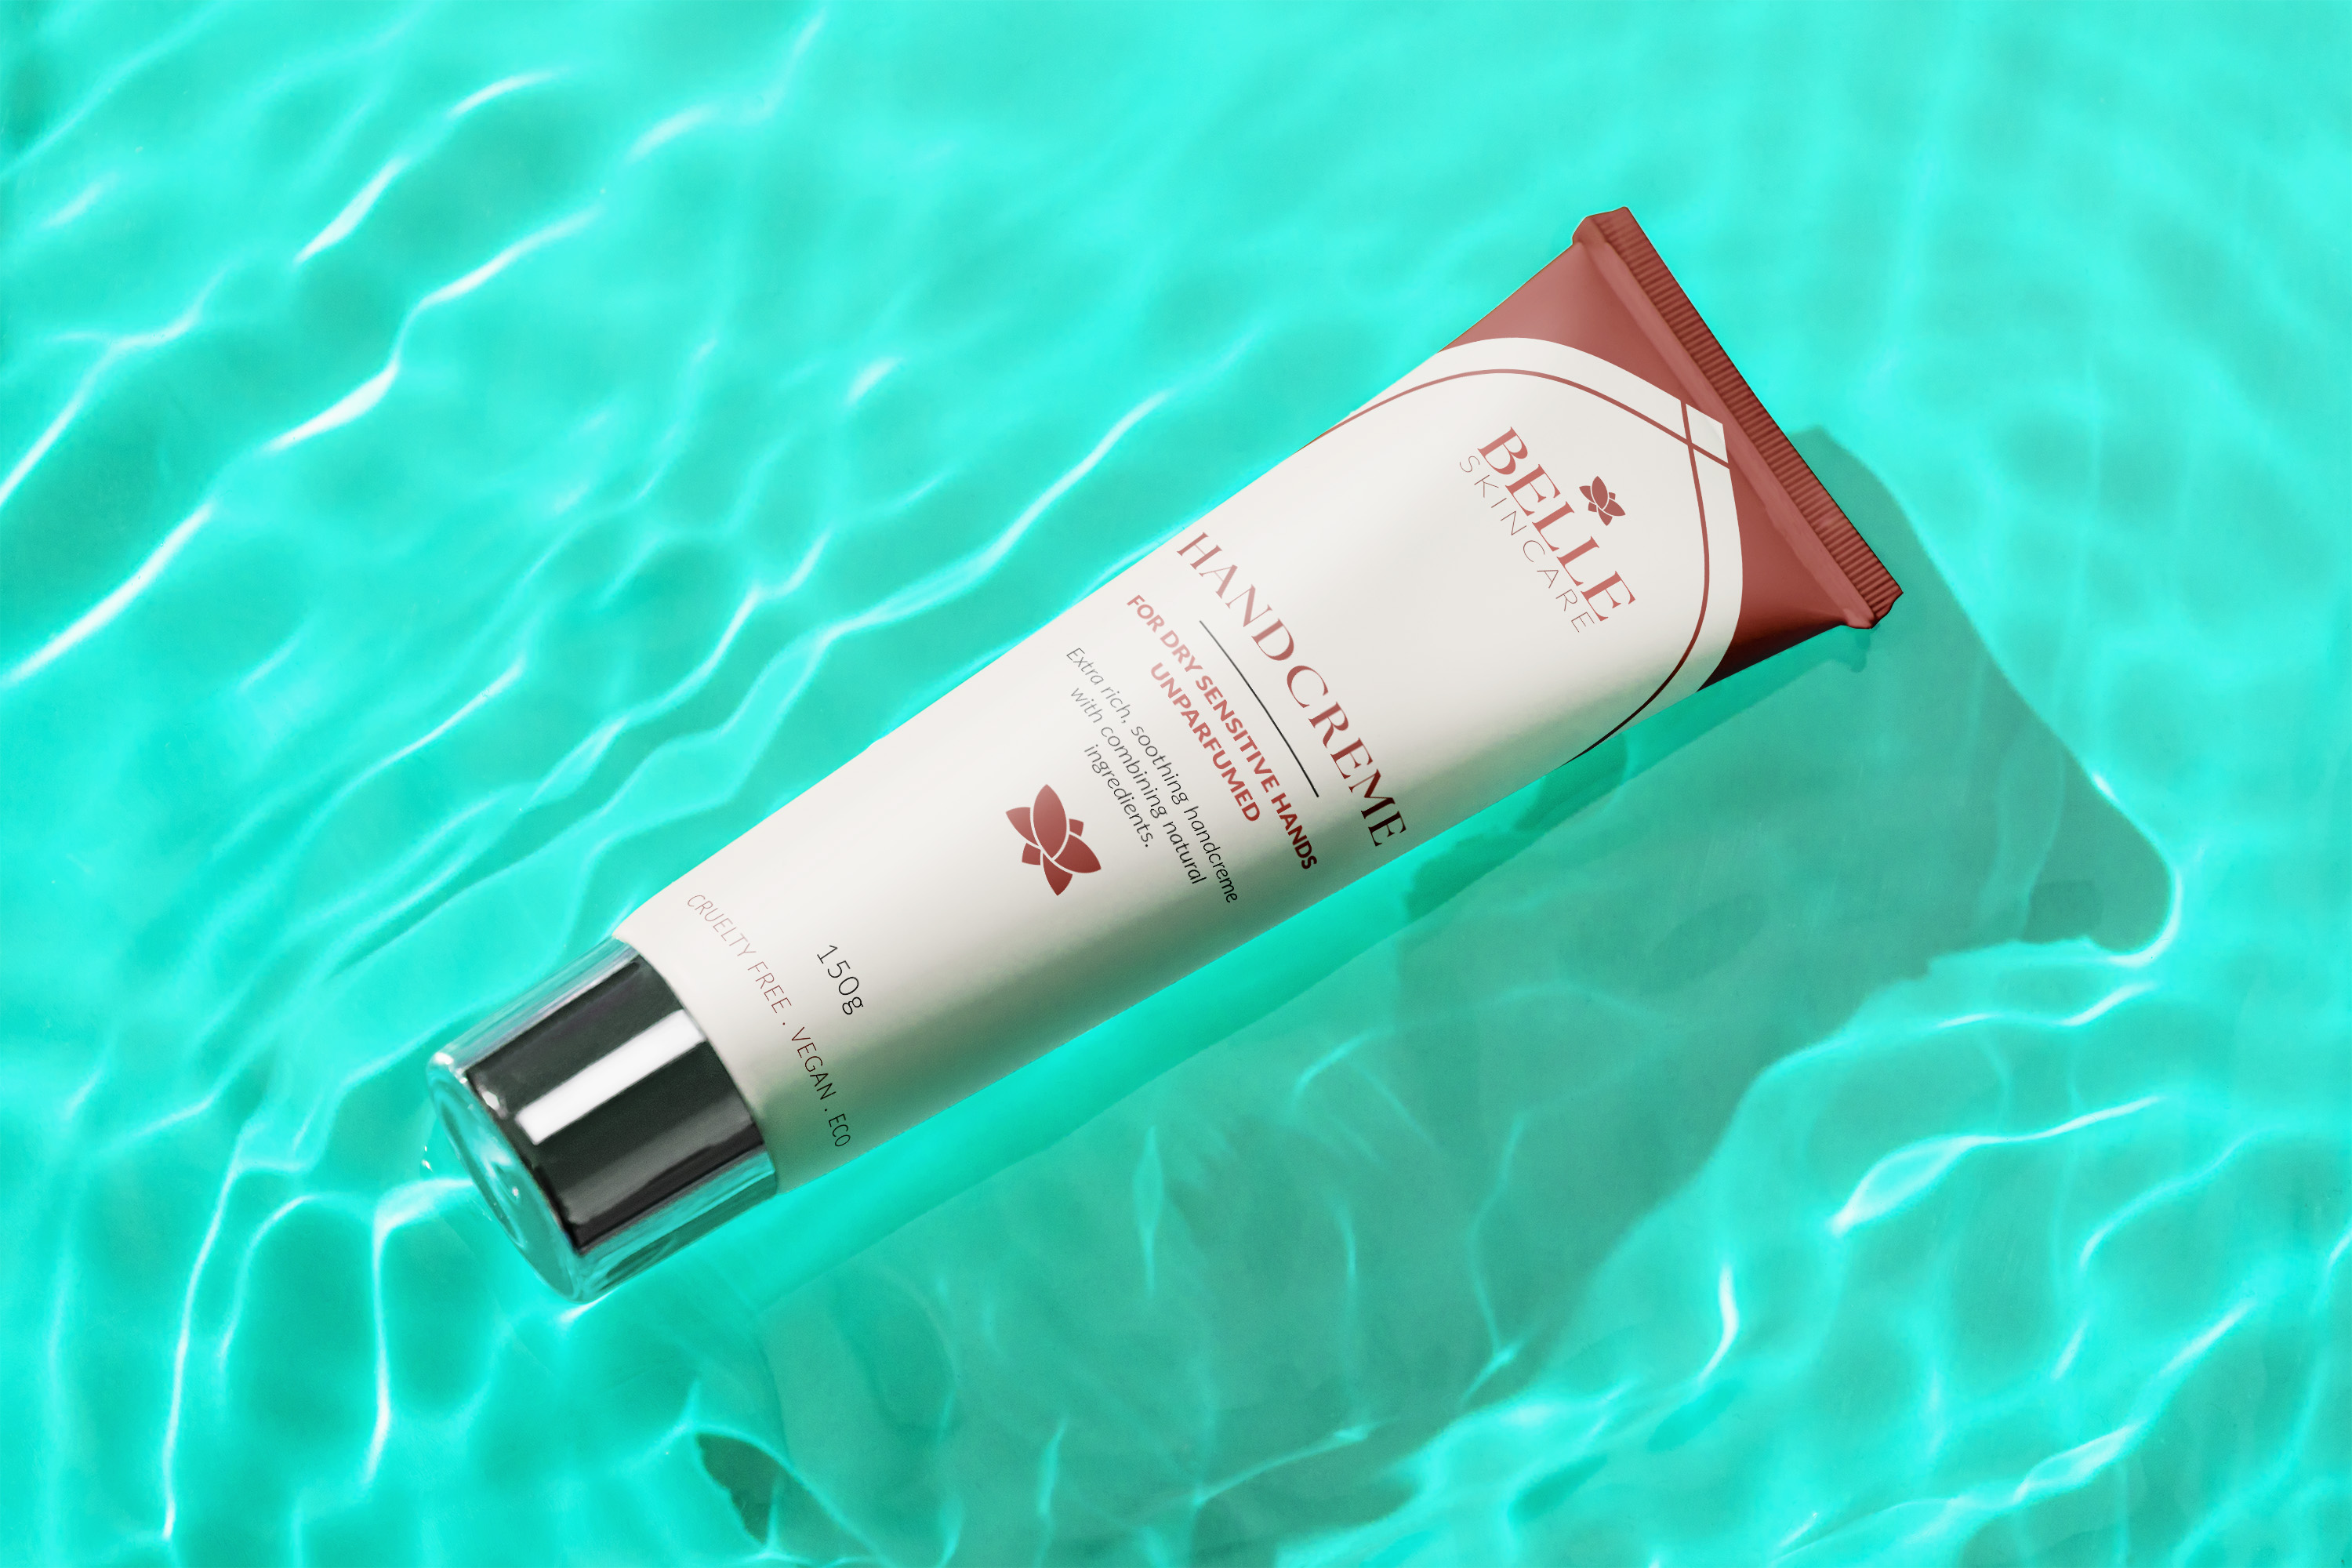 BELLE
SKINCARE
HANDCREME
FOR DRY SENSITIVE HANDS
UNPARFUMED
Extra rich, soothing handcreme
with combining natural
ingredients.
150g
CRUELTY FREE . VEGAN . ECO